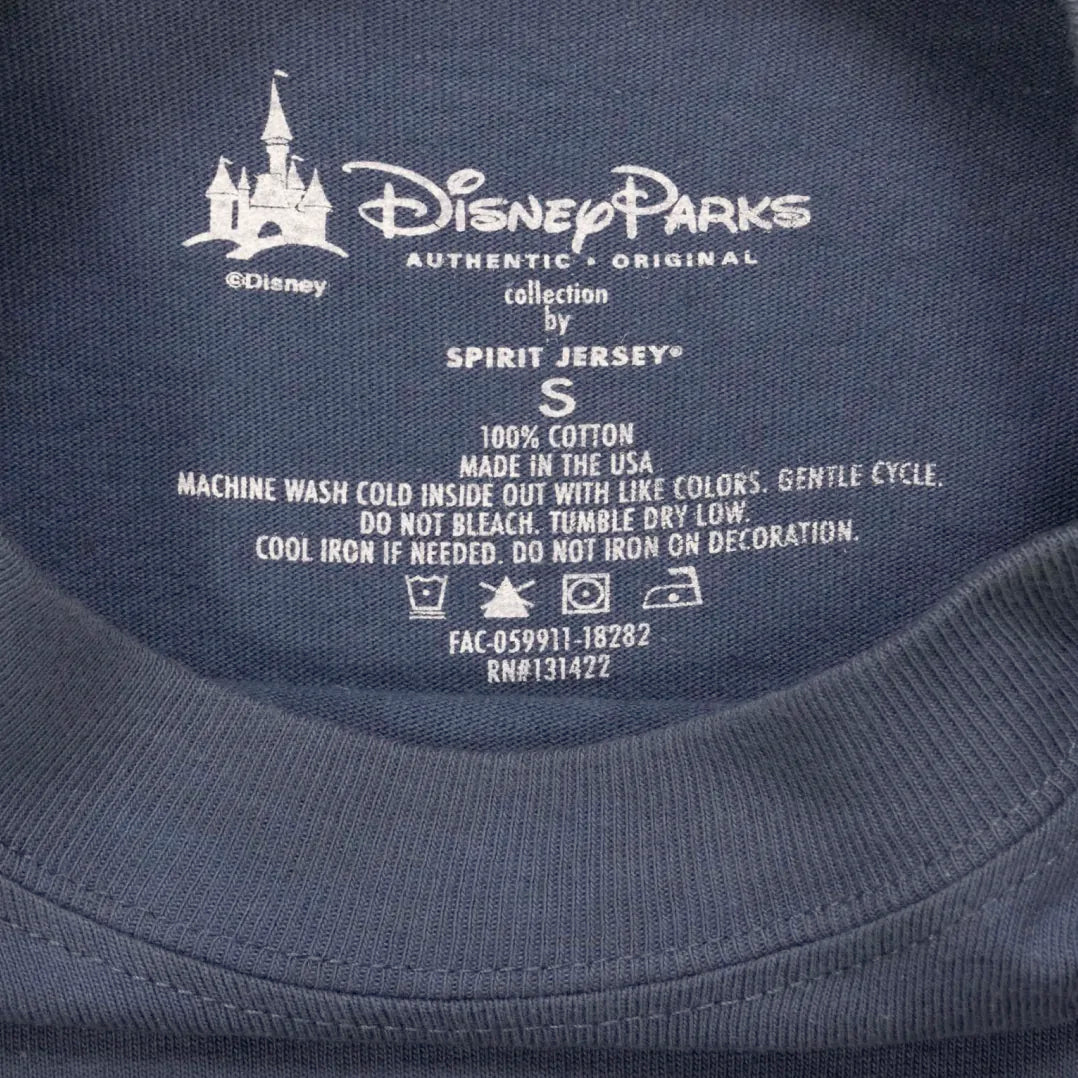 DISNEY PARKS
AUTHENTIC • ORIGINAL
©Disney
collection
by
SPIRIT JERSEY®
S
100% COTTON
MADE IN THE USA
MACHINE WASH COLD INSIDE OUT WITH LIKE COLORS. GENTLE CYCLE.
DO NOT BLEACH. TUMBLE DRY LOW.
COOL IRON IF NEEDED. DO NOT IRON ON DECORATION.
FAC-059911-18282
RN#131422